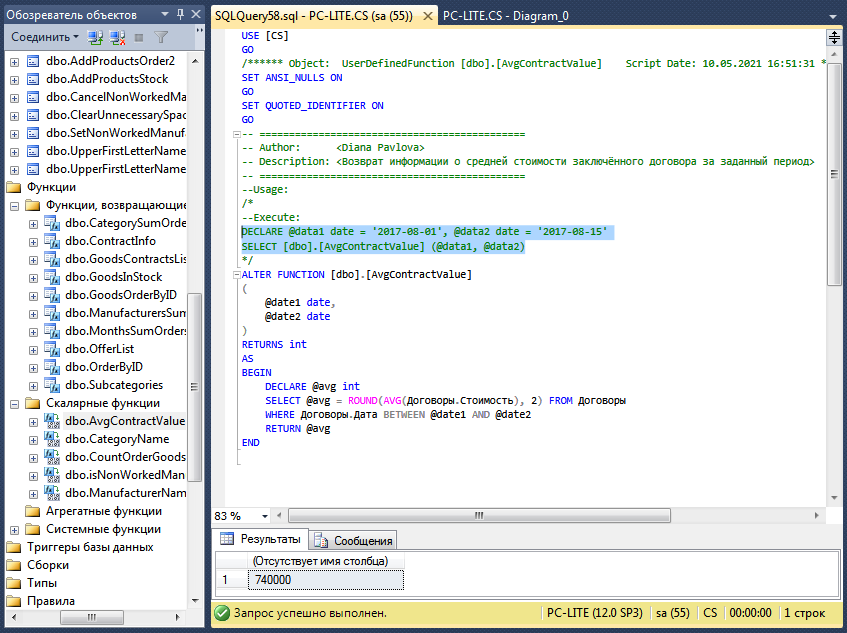 Обозреватель объектов
Соединить
dbo.AddProductsOrder2
dbo.AddProductsStock
dbo.CancelNonWorkedMa
dbo.ClearUnnecessarySpac
dbo.SetNonWorkedManuf
dbo.UpperFirstLetterName
dbo.UpperFirstLetterName
Функции
Функции, возвращающие
dbo.CategorySumOrde
dbo.ContractInfo
dbo.GoodsContractsLis
dbo.GoodsInStock
dbo.GoodsOrderByID
dbo.ManufacturersSum
dbo.MonthsSumOrders
dbo.OfferList
dbo.OrderByID
dbo.Subcategories
Скалярные функции
dbo.AvgContractValue
dbo.CategoryName
dbo.CountOrderGoods
dbo.isNonWorkedMan
dbo.ManufacturerNam
Агрегатные функции
Системные функции
Триггеры базы данных
Сборки
Типы
Правила
SQLQuery58.sql - PC-LITE.CS (sa (55))
PC-LITE.CS - Diagram_0
USE [CS]
GO
/****** Object:  UserDefinedFunction [dbo].[AvgContractValue]    Script Date: 10.05.2021 16:51:31 *
SET ANSI_NULLS ON
GO
SET QUOTED_IDENTIFIER ON
GO
-- =============================================
-- Author:      <Diana Pavlova>
-- Description: <Возврат информации о средней стоимости заключённого договора за заданный период>
-- =============================================
--Usage:
/*
--Execute:
DECLARE @data1 date = '2017-08-01', @data2 date = '2017-08-15'
SELECT [dbo].[AvgContractValue] (@data1, @data2)
*/
ALTER FUNCTION [dbo].[AvgContractValue]
(
@date1 date,
@date2 date
)
RETURNS int
AS
BEGIN
DECLARE @avg int
SELECT @avg = ROUND(AVG(Договоры.Стоимость), 2) FROM Договоры
WHERE Договоры.Дата BETWEEN @date1 AND @date2
RETURN @avg
END
83 %
Результаты
Сообщения
(Отсутствует имя столбца)
1 740000
Запрос успешно выполнен.
PC-LITE (12.0 SP3)
sa (55)
CS
00:00:00
1 строк